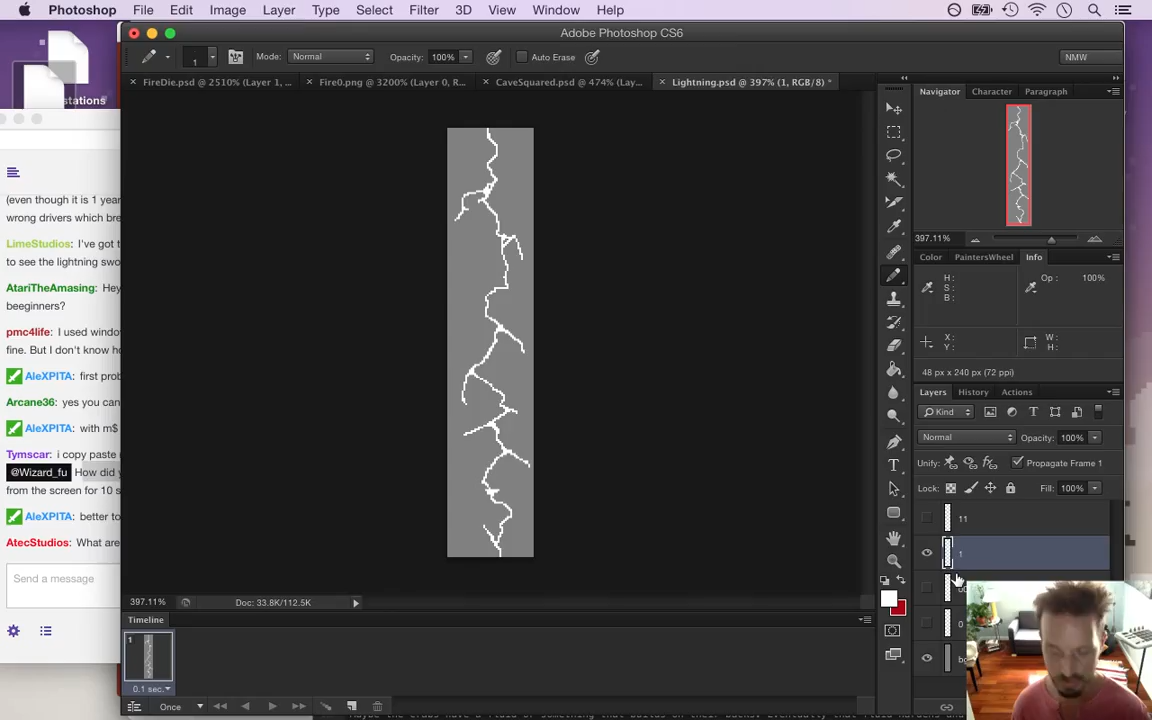 Photoshop File Edit Image Layer Type Select Filter 3D View Window Help
Adobe Photoshop CS6
1 Mode: Normal Opacity: 100% Auto Erase NMW
FireDie.psd @ 2510% (Layer 1, ... Fire0.png @ 3200% (Layer 0, R... CaveSquared.psd @ 474% (Lay... Lightning.psd @ 397% (1, RGB/8) *
Navigator Character Paragraph
stations
(even though it is 1 year
wrong drivers which bre
LimeStudios: I've got t
to see the lightning swo
AtariTheAmasing: Hey
beeginners?
pmc4life: I used window
fine. But I don't know ho
AleXPITA: first prob
Arcane36: yes you can
AleXPITA: with m$
Tymscar: i copy paste
@Wizard_fu How did y
from the screen for 10 s
AleXPITA: better to
AtecStudios: What are
Send a message
397.11%
Color PaintersWheel Info
H:
S:
B:
Op: 100%
X:
Y:
W:
H:
48 px x 240 px (72 ppi)
Layers History Actions
Kind
Normal Opacity: 100%
Unify: Propagate Frame 1
Lock: Fill: 100%
11
1
0
397.11% Doc: 33.8K/112.5K
Timeline
1
0.1 sec.
Once